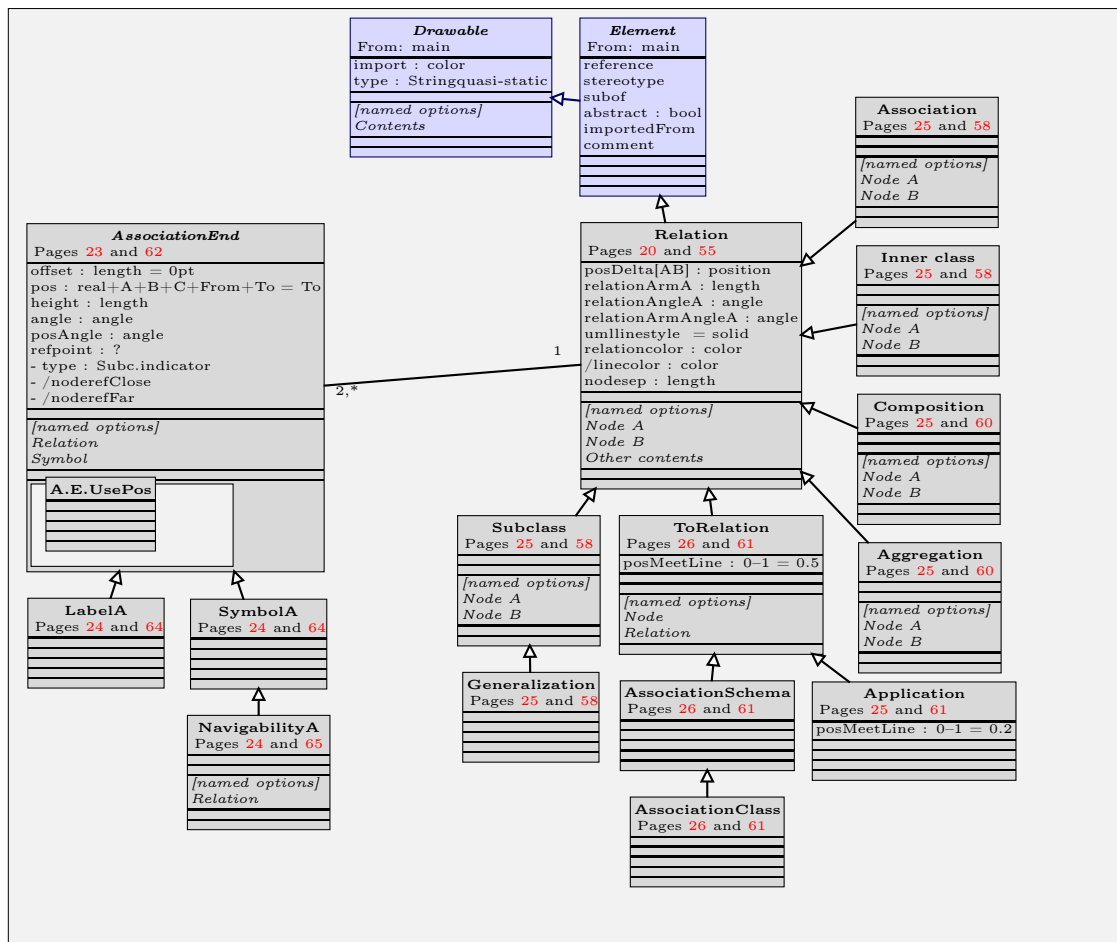 Drawable
From: main
import : color
type : Stringquasi-static
[named options]
Contents
Element
From: main
reference
stereotype
subof
abstract : bool
importedFrom
comment
Association
Pages 25 and 58
[named options]
Node A
Node B
AssociationEnd
Pages 23 and 62
offset : length = 0pt
pos : real+A+B+C+From+To = To
height : length
angle : angle
posAngle : angle
refpoint : ?
- type : Subc.indicator
- /noderefClose
- /noderefFar
[named options]
Relation
Symbol
A.E.UsePos
1
2,*
Relation
Pages 20 and 55
posDelta[AB] : position
relationArmA : length
relationAngleA : angle
relationArmAngleA : angle
umllinestyle = solid
relationcolor : color
/linecolor : color
nodesep : length
[named options]
Node A
Node B
Other contents
Inner class
Pages 25 and 58
[named options]
Node A
Node B
Composition
Pages 25 and 60
[named options]
Node A
Node B
Aggregation
Pages 25 and 60
[named options]
Node A
Node B
Subclass
Pages 25 and 58
[named options]
Node A
Node B
ToRelation
Pages 26 and 61
posMeetLine : 0–1 = 0.5
[named options]
Node
Relation
LabelA
Pages 24 and 64
SymbolA
Pages 24 and 64
Generalization
Pages 25 and 58
AssociationSchema
Pages 26 and 61
Application
Pages 25 and 61
posMeetLine : 0–1 = 0.2
NavigabilityA
Pages 24 and 65
[named options]
Relation
AssociationClass
Pages 26 and 61